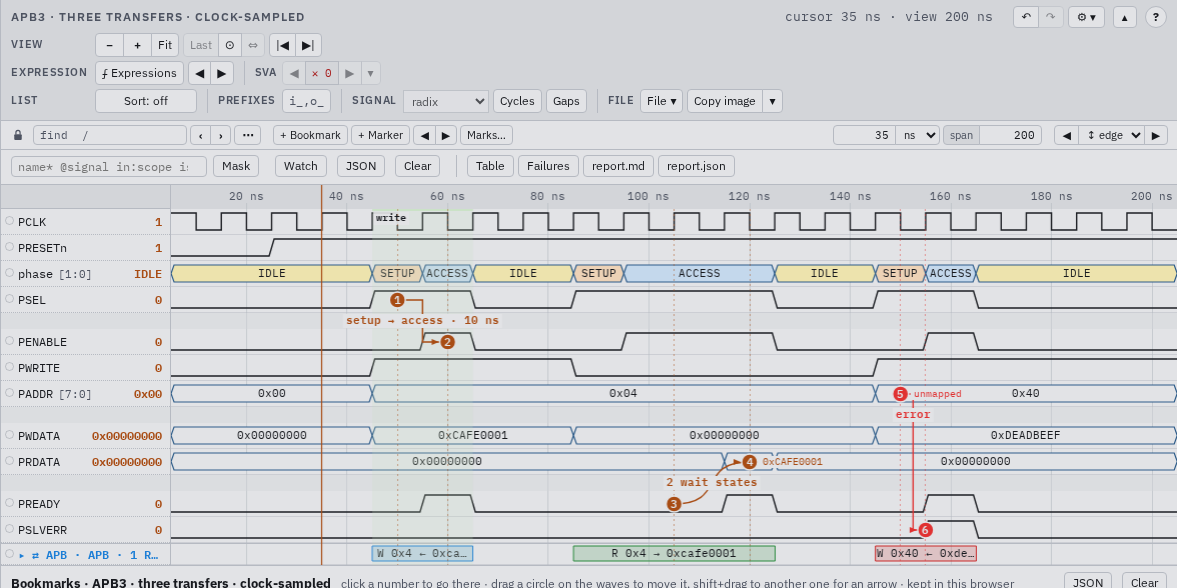 APB3 · THREE TRANSFERS · CLOCK-SAMPLED cursor 35 ns · view 200 ns ↶ ↷ ⚙ ▾ ▲ ?
VIEW − + Fit Last ⊙ ⇔ |◀ ▶|
EXPRESSION ⨍ Expressions ◀ ▶ SVA ◀ × 0 ▶ ▾
LIST Sort: off PREFIXES i_,o_ SIGNAL radix Cycles Gaps FILE File ▾ Copy image ▾
find / ‹ › ⋯ + Bookmark + Marker ◀ ▶ Marks... 35 ns span 200 ◀ ↕ edge ▶
name* @signal in:scope is Mask Watch JSON Clear Table Failures report.md report.json
20 ns 40 ns 60 ns 80 ns 100 ns 120 ns 140 ns 160 ns 180 ns 200 ns
PCLK 1 write
PRESETn 1
phase [1:0] IDLE IDLE SETUP ACCESS IDLE SETUP ACCESS IDLE SETUP ACCESS IDLE
PSEL 0 1
setup → access · 10 ns
PENABLE 0 2
PWRITE 0
PADDR [7:0] 0x00 0x00 0x04 5 unmapped 0x40
error
PWDATA 0x00000000 0x00000000 0xCAFE0001 0x00000000 0xDEADBEEF
PRDATA 0x00000000 0x00000000 4 0xCAFE0001 0x00000000
2 wait states
PREADY 0 3
PSLVERR 0 6
▸ ⇄ APB · APB · 1 R… W 0x4 ← 0xca… R 0x4 → 0xcafe0001 W 0x40 ← 0xde…
Bookmarks · APB3 · three transfers · clock-sampled click a number to go there · drag a circle on the waves to move it, shift+drag to another one for an arrow · kept in this browser JSON Clear